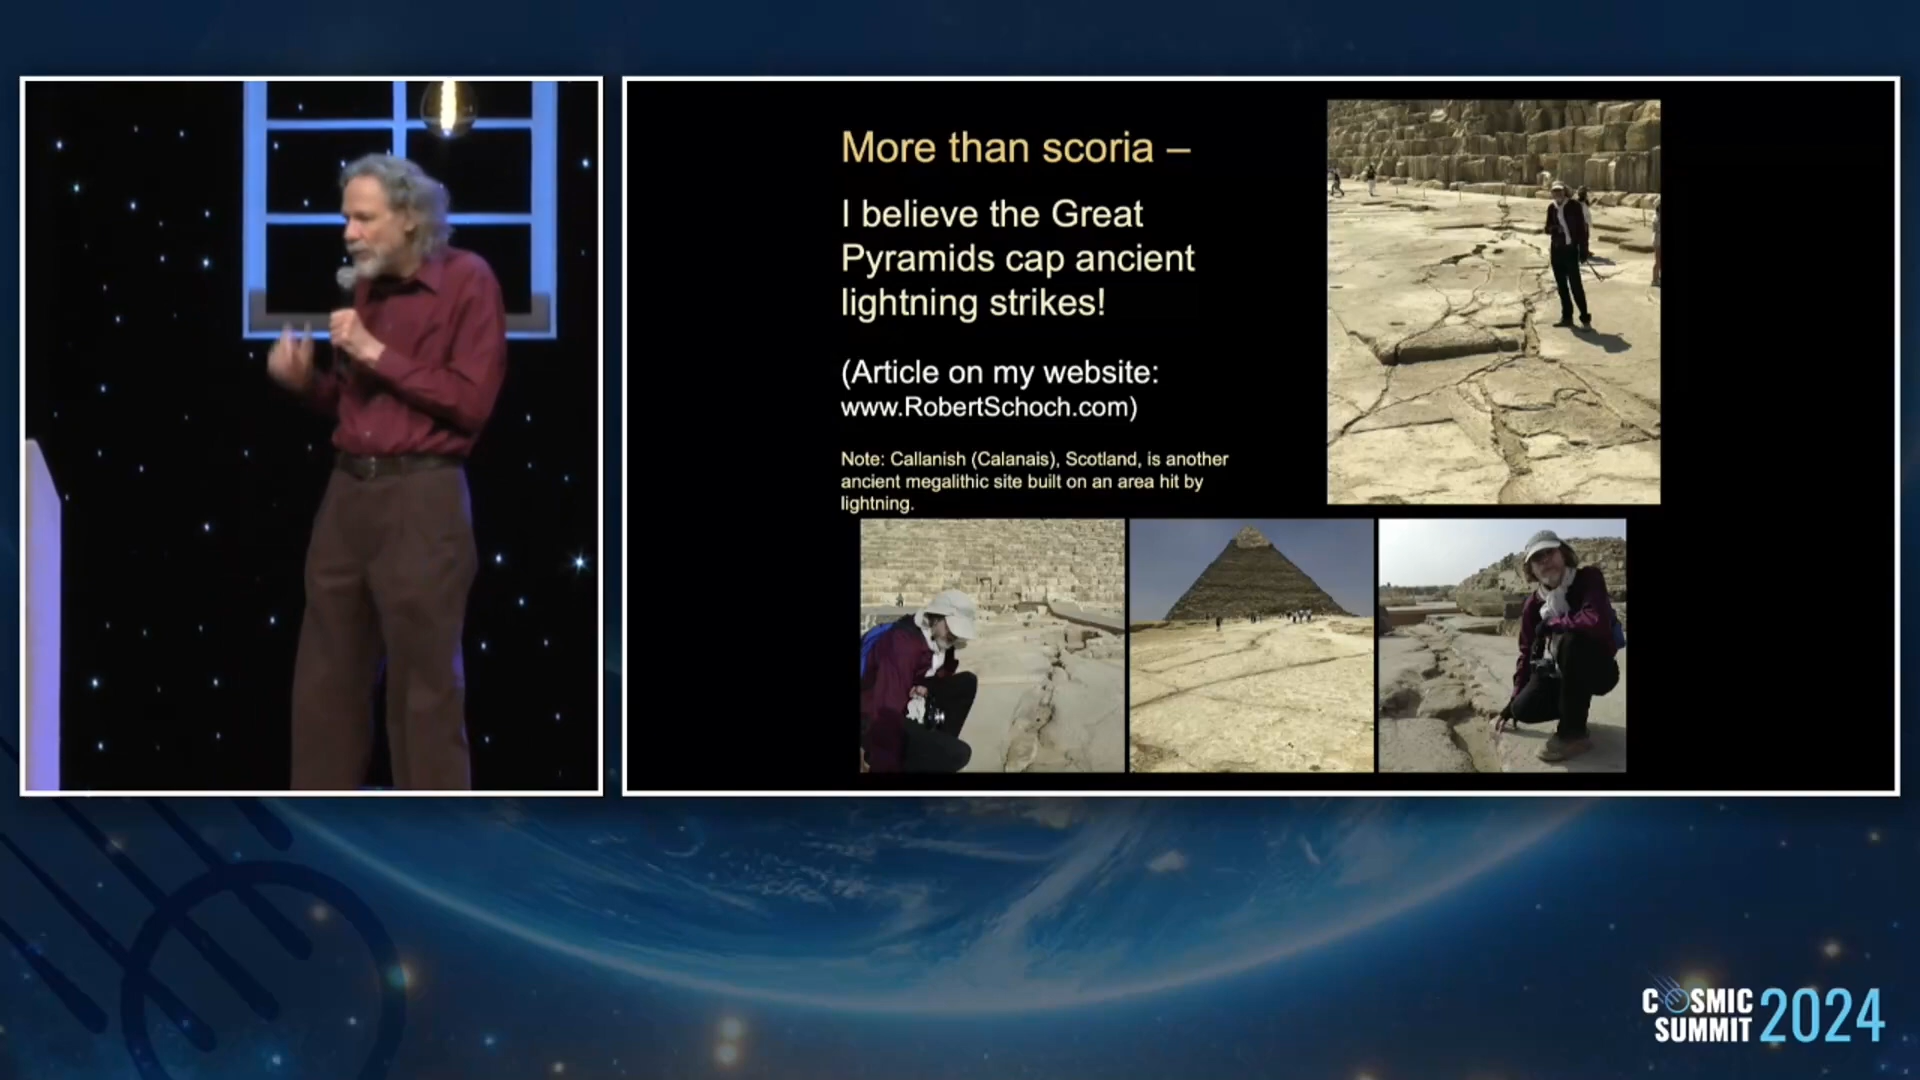 More than scoria –
I believe the Great
Pyramids cap ancient
lightning strikes!
(Article on my website:
www.RobertSchoch.com)
Note: Callanish (Calanais), Scotland, is another
ancient megalithic site built on an area hit by
lightning.
COSMIC
SUMMIT 2024